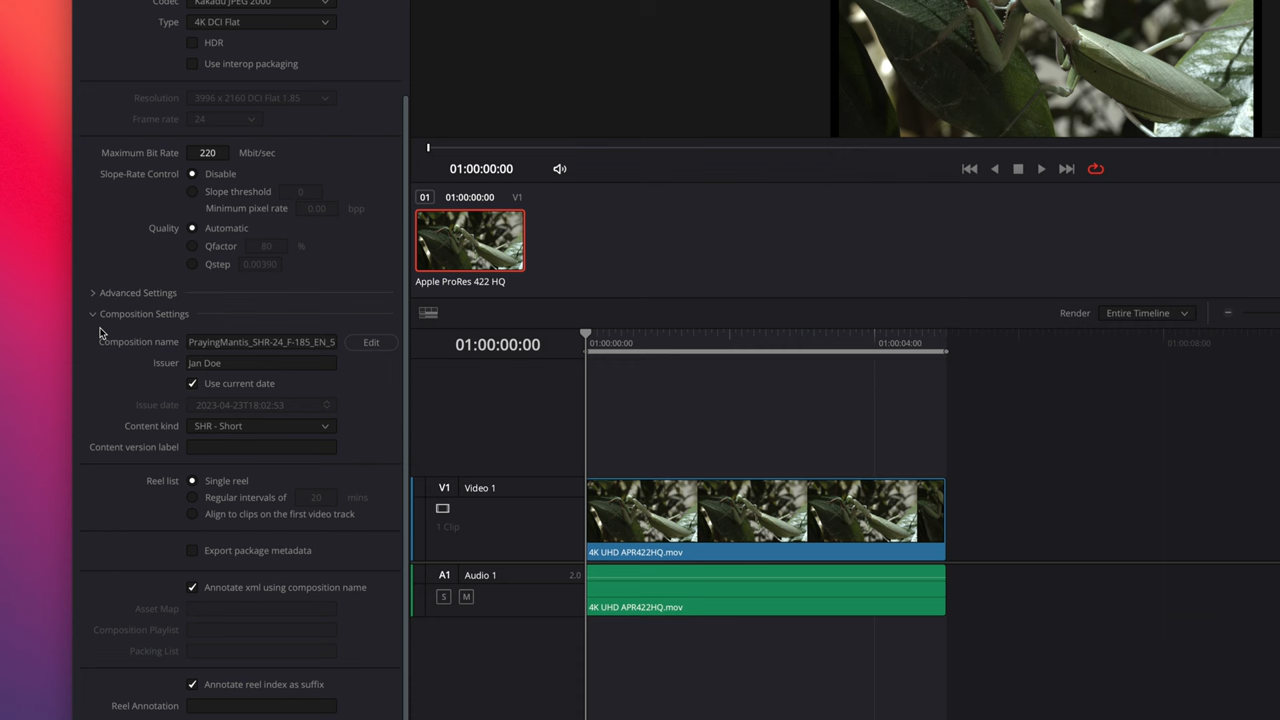 Codec Kakadu JPEG 2000
Type 4K DCI Flat
HDR
Use interop packaging
Resolution 3996 x 2160 DCI Flat 1.85
Frame rate 24
Maximum Bit Rate 220 Mbit/sec
Slope-Rate Control Disable
Slope threshold 0
Minimum pixel rate 0.00 bpp
Quality Automatic
Qfactor 80 %
Qstep 0.00390
Advanced Settings
Composition Settings
Composition name PrayingMantis_SHR-24_F-185_EN_5 Edit
Issuer Jan Doe
Use current date
Issue date 2023-04-23T18:02:53
Content kind SHR - Short
Content version label
Reel list Single reel
Regular intervals of 20 mins
Align to clips on the first video track
Export package metadata
Annotate xml using composition name
Asset Map
Composition Playlist
Packing List
Annotate reel index as suffix
Reel Annotation
01:00:00:00
01 01:00:00:00 V1
Apple ProRes 422 HQ
Render Entire Timeline
01:00:00:00
01:00:00:00 01:00:04:00 01:00:08:00
V1 Video 1
1 Clip
4K UHD APR422HQ.mov
A1 Audio 1 2.0
S M
4K UHD APR422HQ.mov